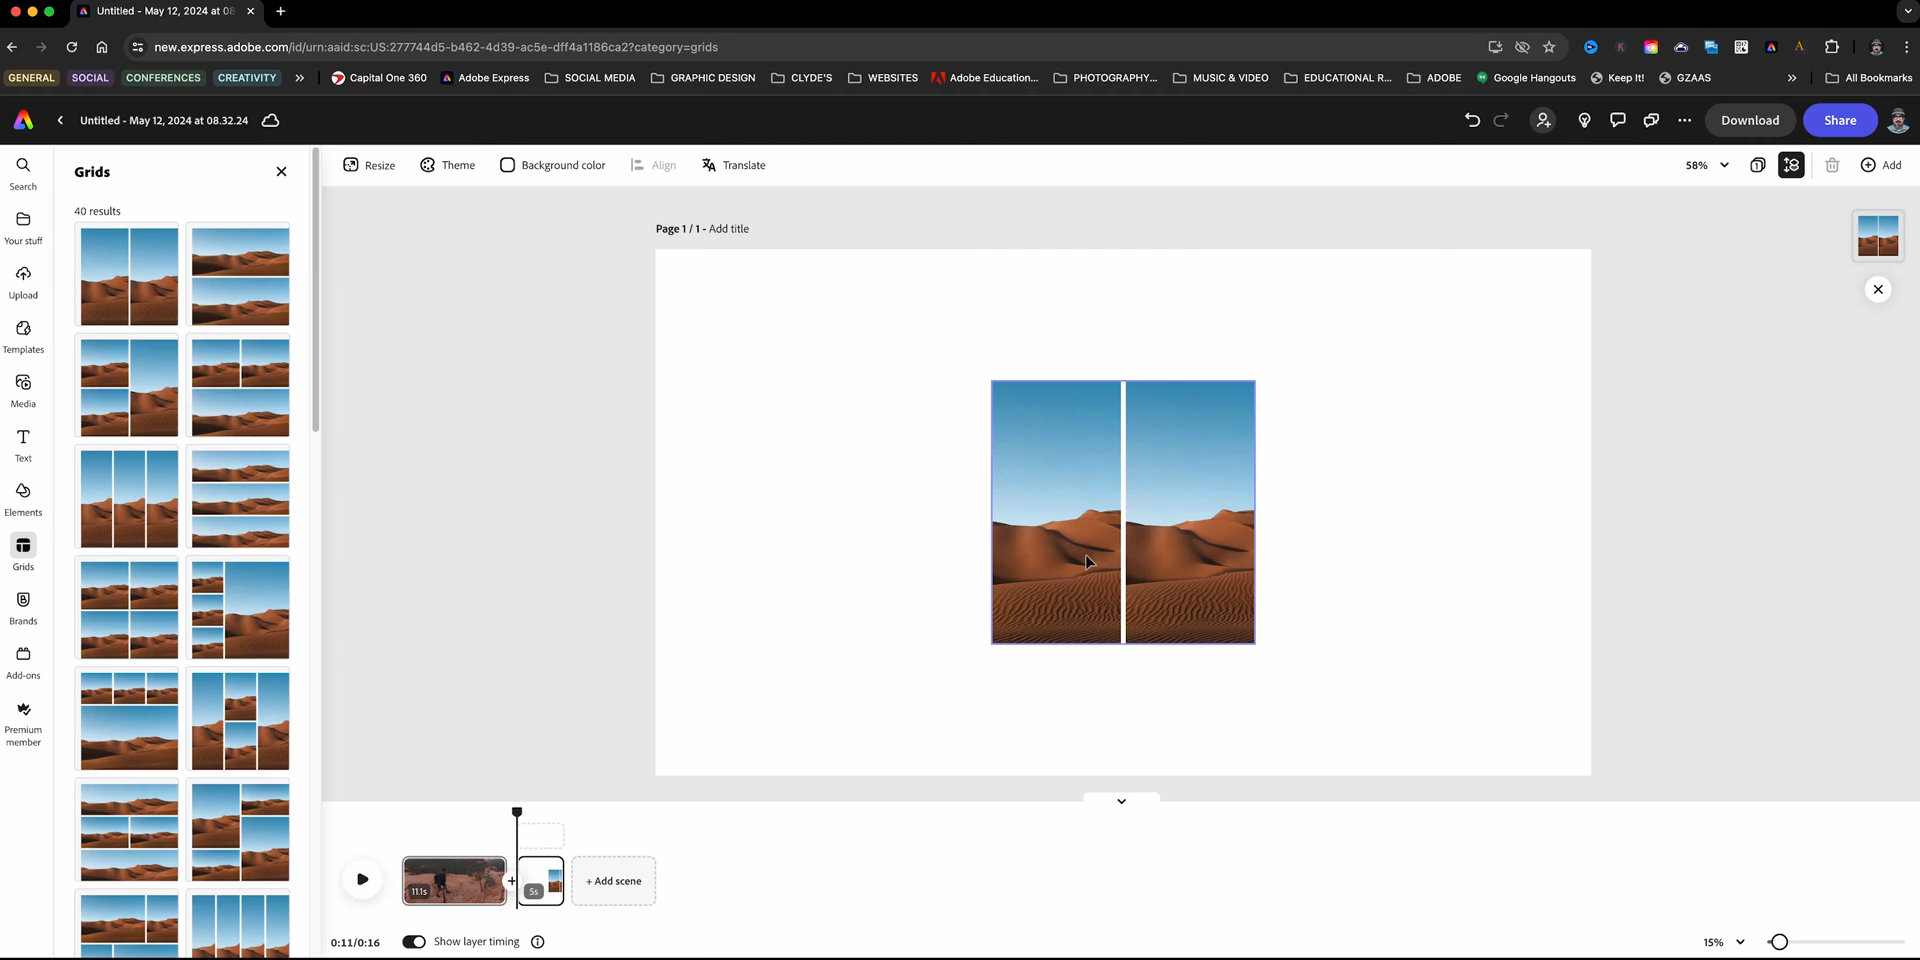 Untitled - May 12, 2024 at 08
new.express.adobe.com/id/urn:aaid:sc:US:277744d5-b462-4d39-ac5e-dff4a1186ca2?category=grids
GENERAL
SOCIAL
CONFERENCES
CREATIVITY
Capital One 360
Adobe Express
SOCIAL MEDIA
GRAPHIC DESIGN
CLYDE'S
WEBSITES
Adobe Education...
PHOTOGRAPHY...
MUSIC & VIDEO
EDUCATIONAL R...
ADOBE
Google Hangouts
Keep It!
GZAAS
All Bookmarks
Untitled - May 12, 2024 at 08.32.24
Download
Share
Search
Your stuff
Upload
Templates
Media
Text
Elements
Grids
Brands
Add-ons
Premium
member
Grids
40 results
Resize
Theme
Background color
Align
Translate
58%
Add
Page 1 / 1 - Add title
11.1s
5s
+ Add scene
0:11/0:16
Show layer timing
15%